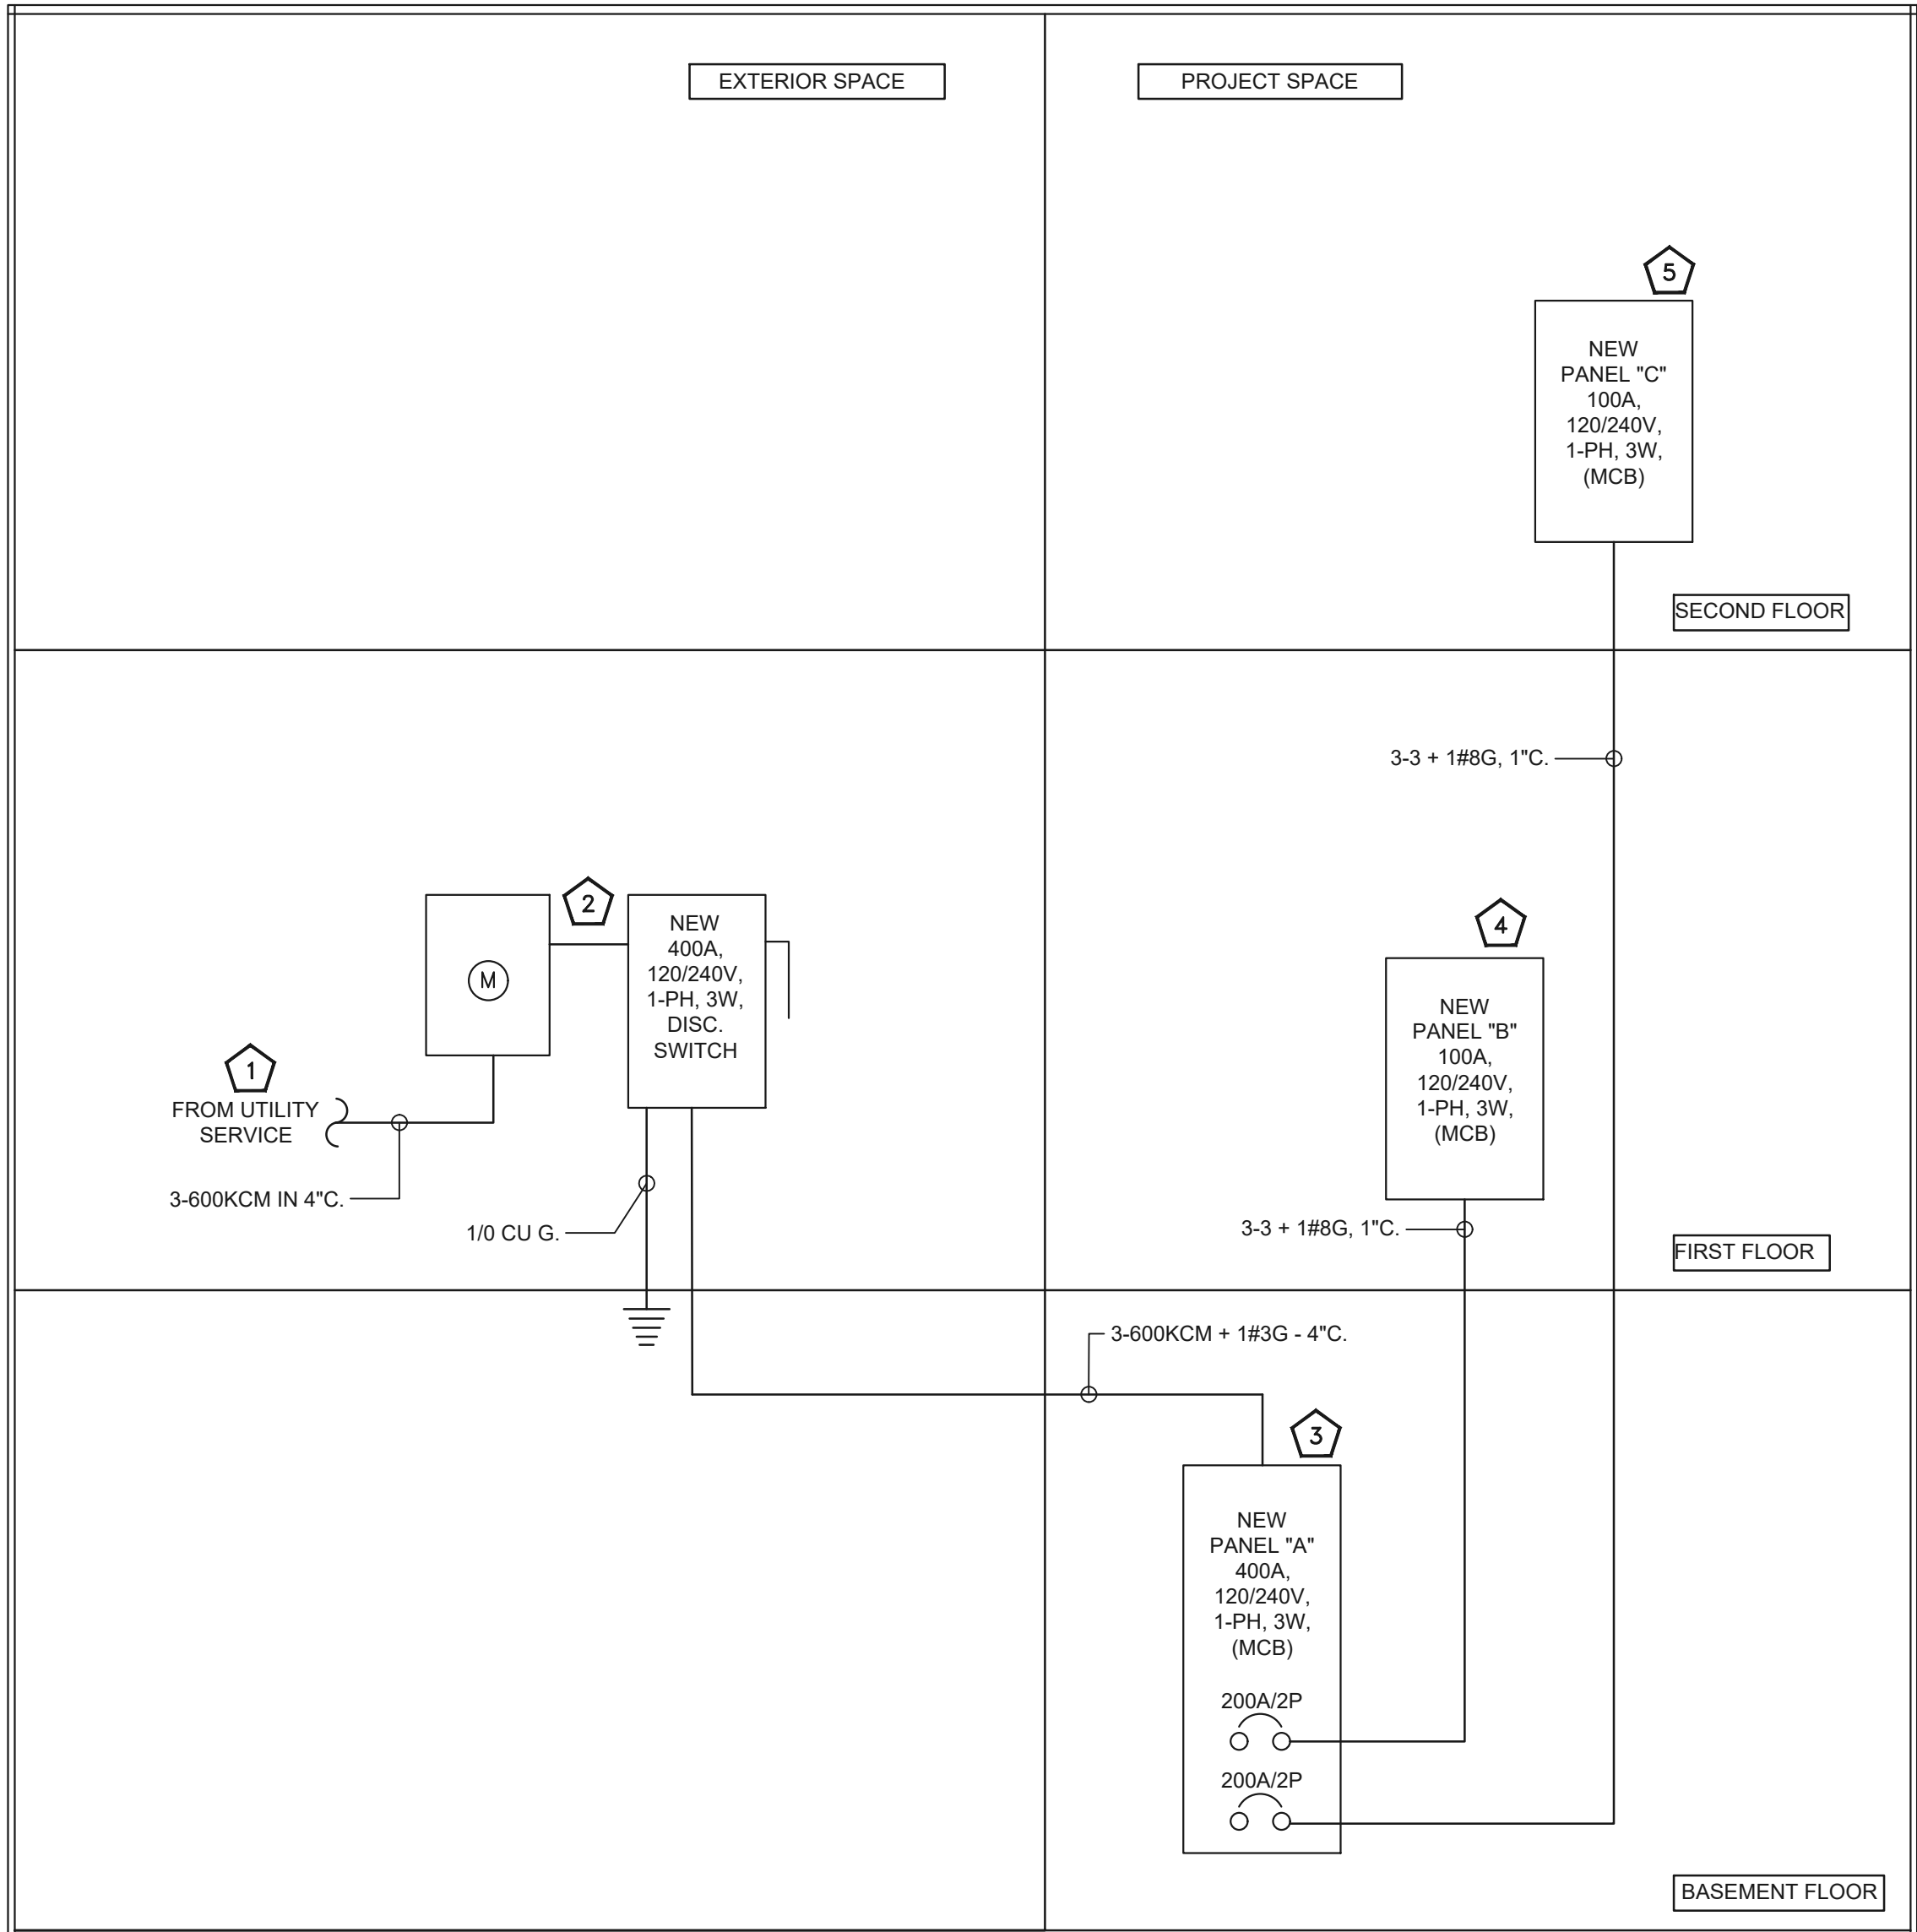 EXTERIOR SPACE
PROJECT SPACE
5
NEW
PANEL "C"
100A,
120/240V,
1-PH, 3W,
(MCB)
SECOND FLOOR
3-3 + 1#8G, 1"C.
2
NEW
400A,
120/240V,
1-PH, 3W,
DISC.
SWITCH
M
1
FROM UTILITY
SERVICE
3-600KCM IN 4"C.
1/0 CU G.
4
NEW
PANEL "B"
100A,
120/240V,
1-PH, 3W,
(MCB)
3-3 + 1#8G, 1"C.
FIRST FLOOR
3-600KCM + 1#3G - 4"C.
3
NEW
PANEL "A"
400A,
120/240V,
1-PH, 3W,
(MCB)
200A/2P
200A/2P
BASEMENT FLOOR